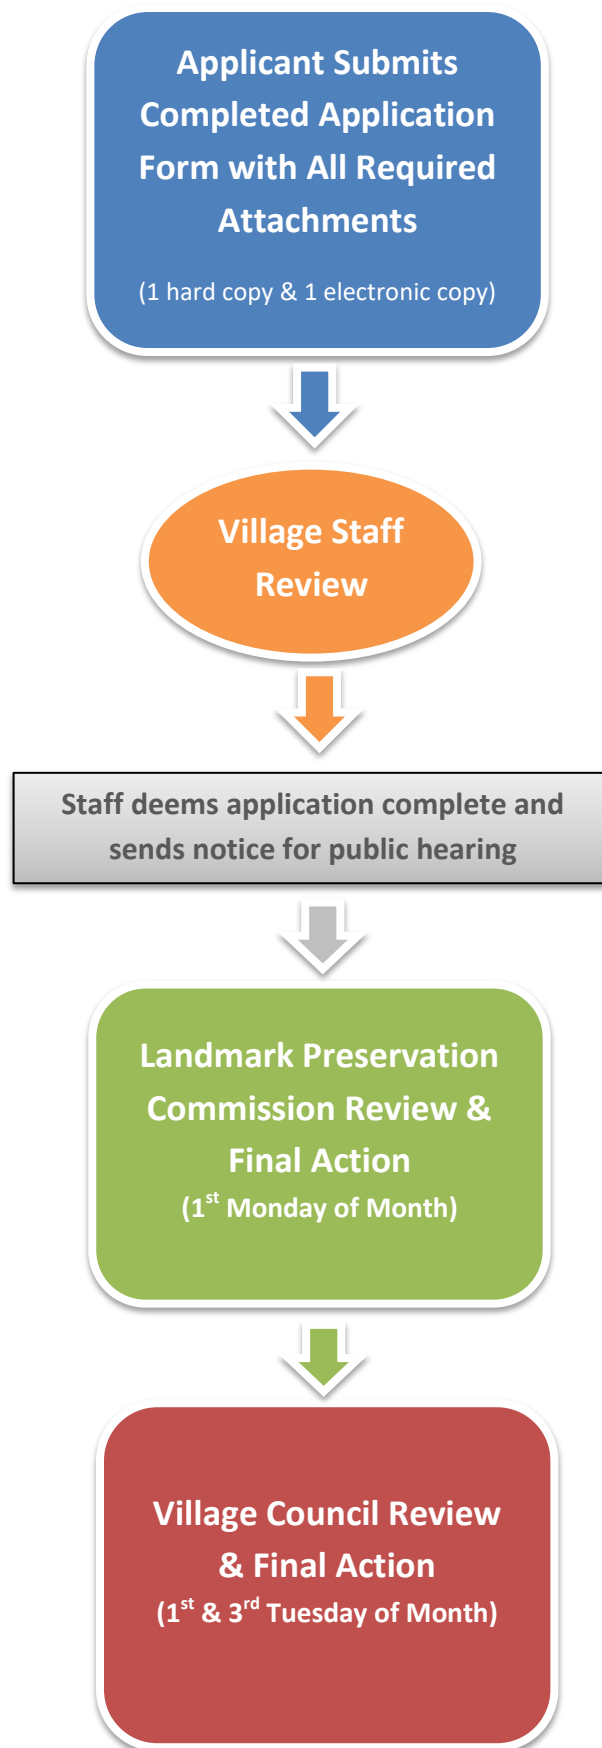 Applicant Submits
Completed Application
Form with All Required
Attachments
(1 hard copy & 1 electronic copy)
Village Staff
Review
Staff deems application complete and
sends notice for public hearing
Landmark Preservation
Commission Review &
Final Action
(1st Monday of Month)
Village Council Review
& Final Action
(1st & 3rd Tuesday of Month)